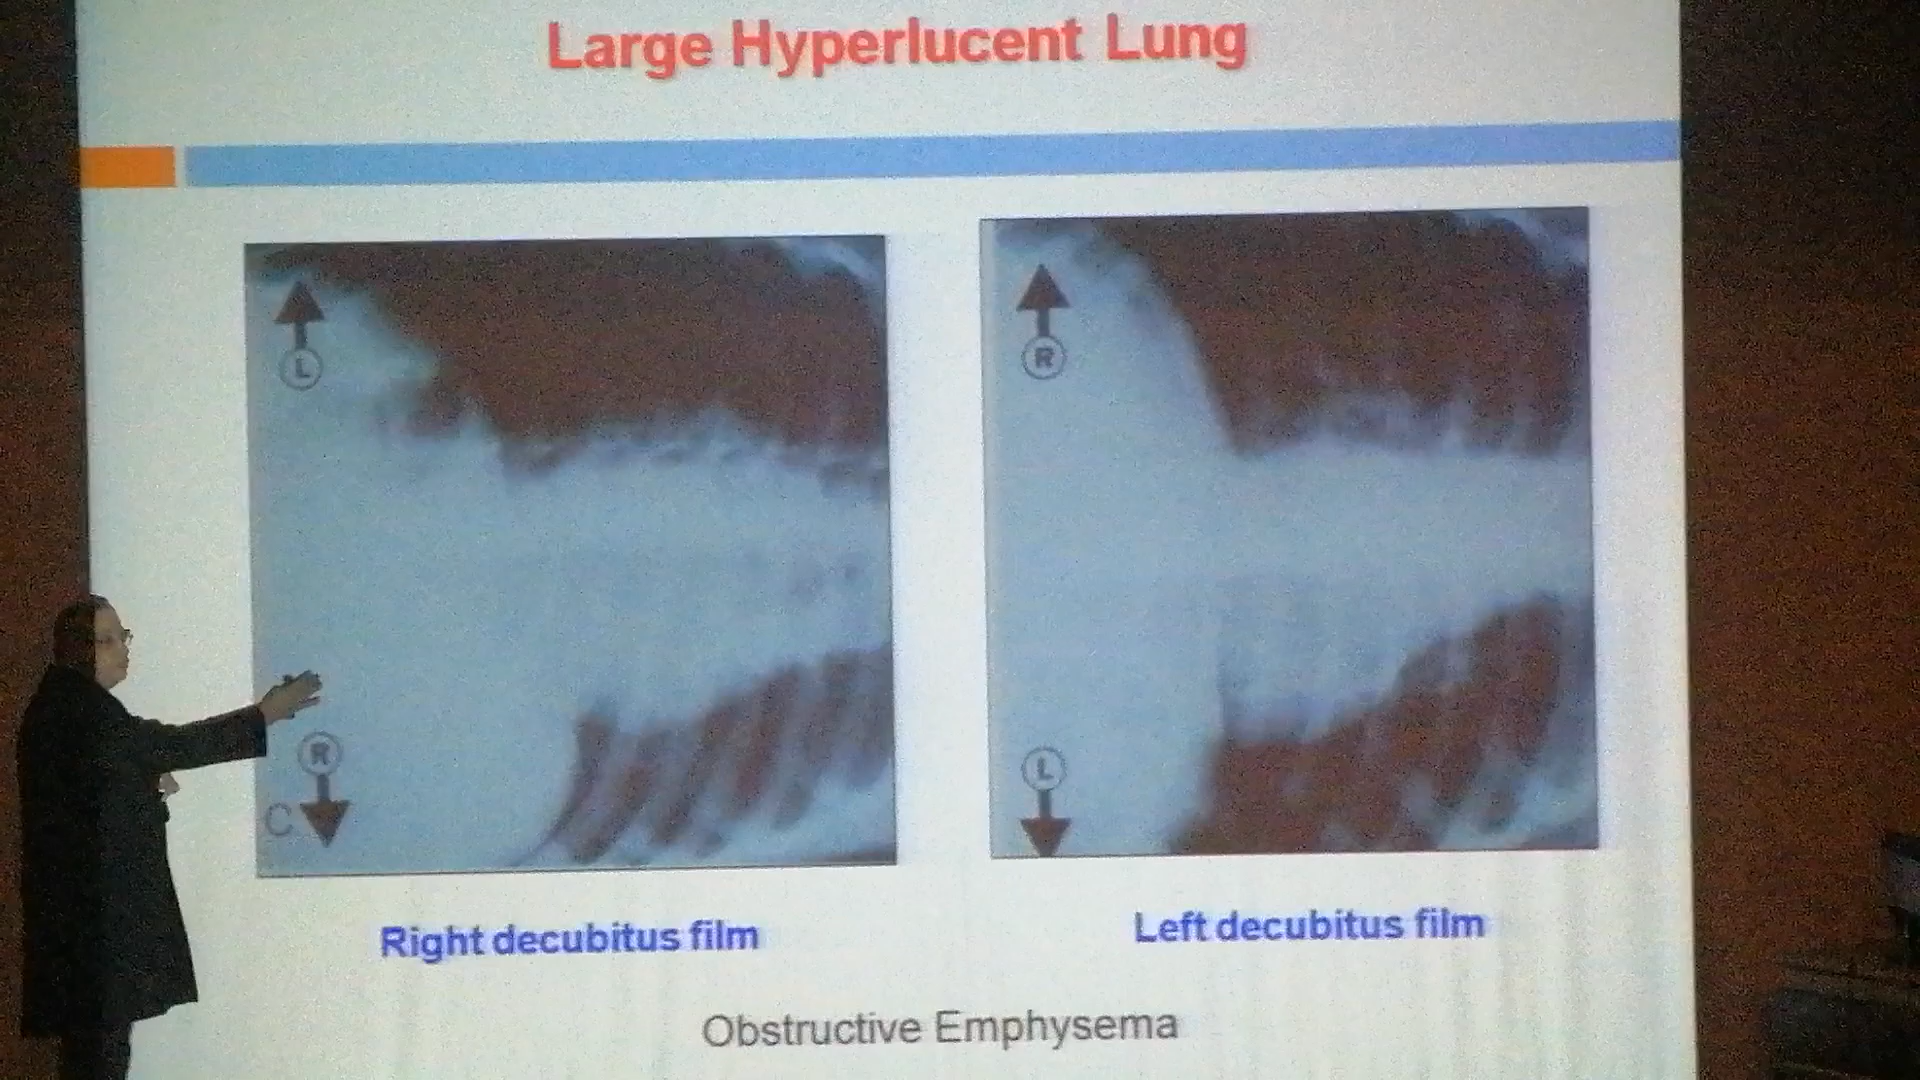 Large Hyperlucent Lung
L
R
C
R
L
Right decubitus film
Left decubitus film
Obstructive Emphysema